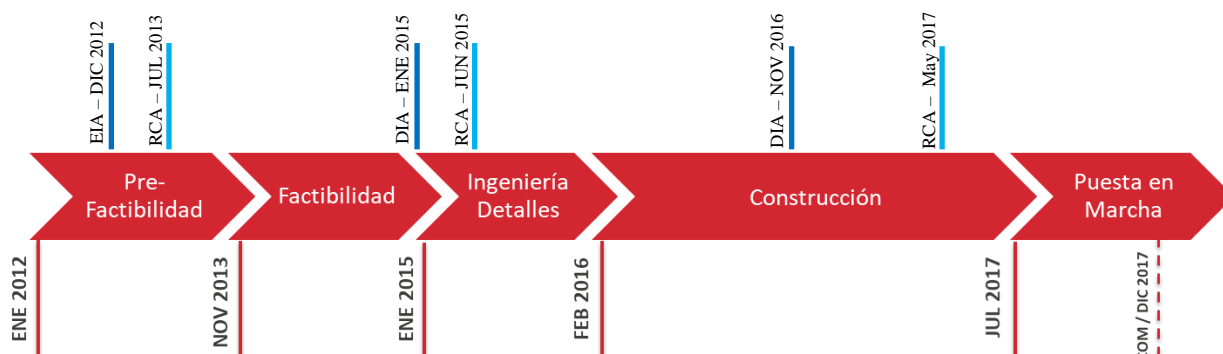 EIA – DIC 2012
RCA – JUL 2013
DIA – ENE 2015
RCA – JUN 2015
DIA – NOV 2016
RCA – May 2017
Pre-
Factibilidad
Factibilidad
Ingeniería
Detalles
Construcción
Puesta en
Marcha
ENE 2012
NOV 2013
ENE 2015
FEB 2016
JUL 2017
COM / DIC 2017